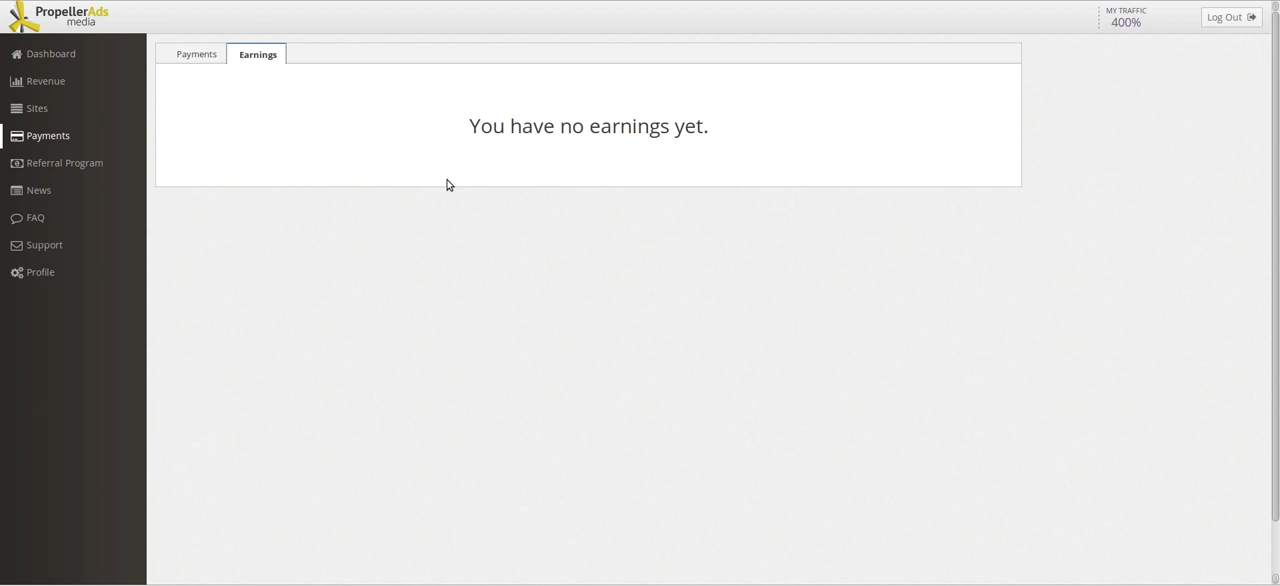 PropellerAds
media
MY TRAFFIC
400%
Log Out
Dashboard
Revenue
Sites
Payments
Referral Program
News
FAQ
Support
Profile
Payments
Earnings
You have no earnings yet.